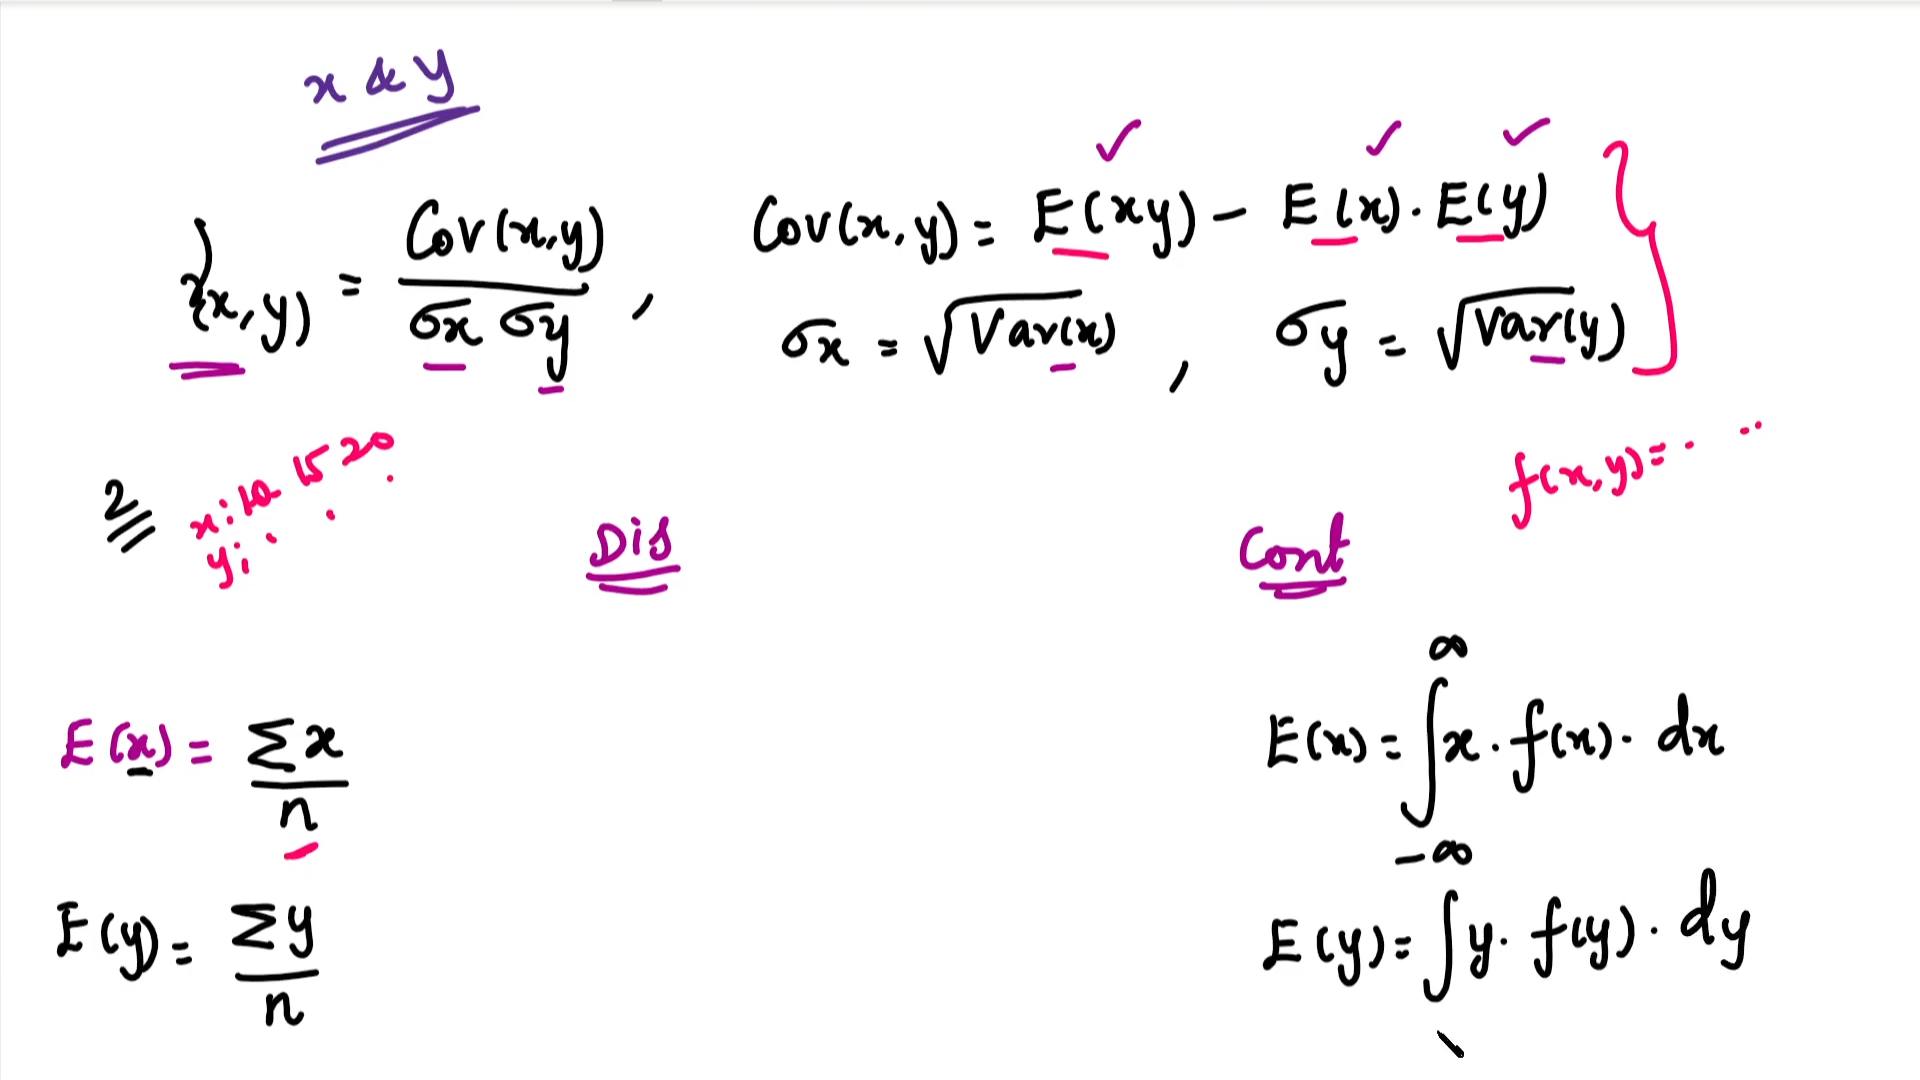 x & y
r(x,y) = Cov(x,y) / σx σy , Cov(x,y) = E(xy) - E(x) · E(y)
σx = √Var(x) , σy = √Var(y)
f(x,y) = . ..
2
x: 10 15 20
y: . . .
Dis
Cont
E(x) = Σx / n
E(x) = ∫_{-∞}^{∞} x · f(x) · dx
E(y) = Σy / n
E(y) = ∫ y · f(y) · dy